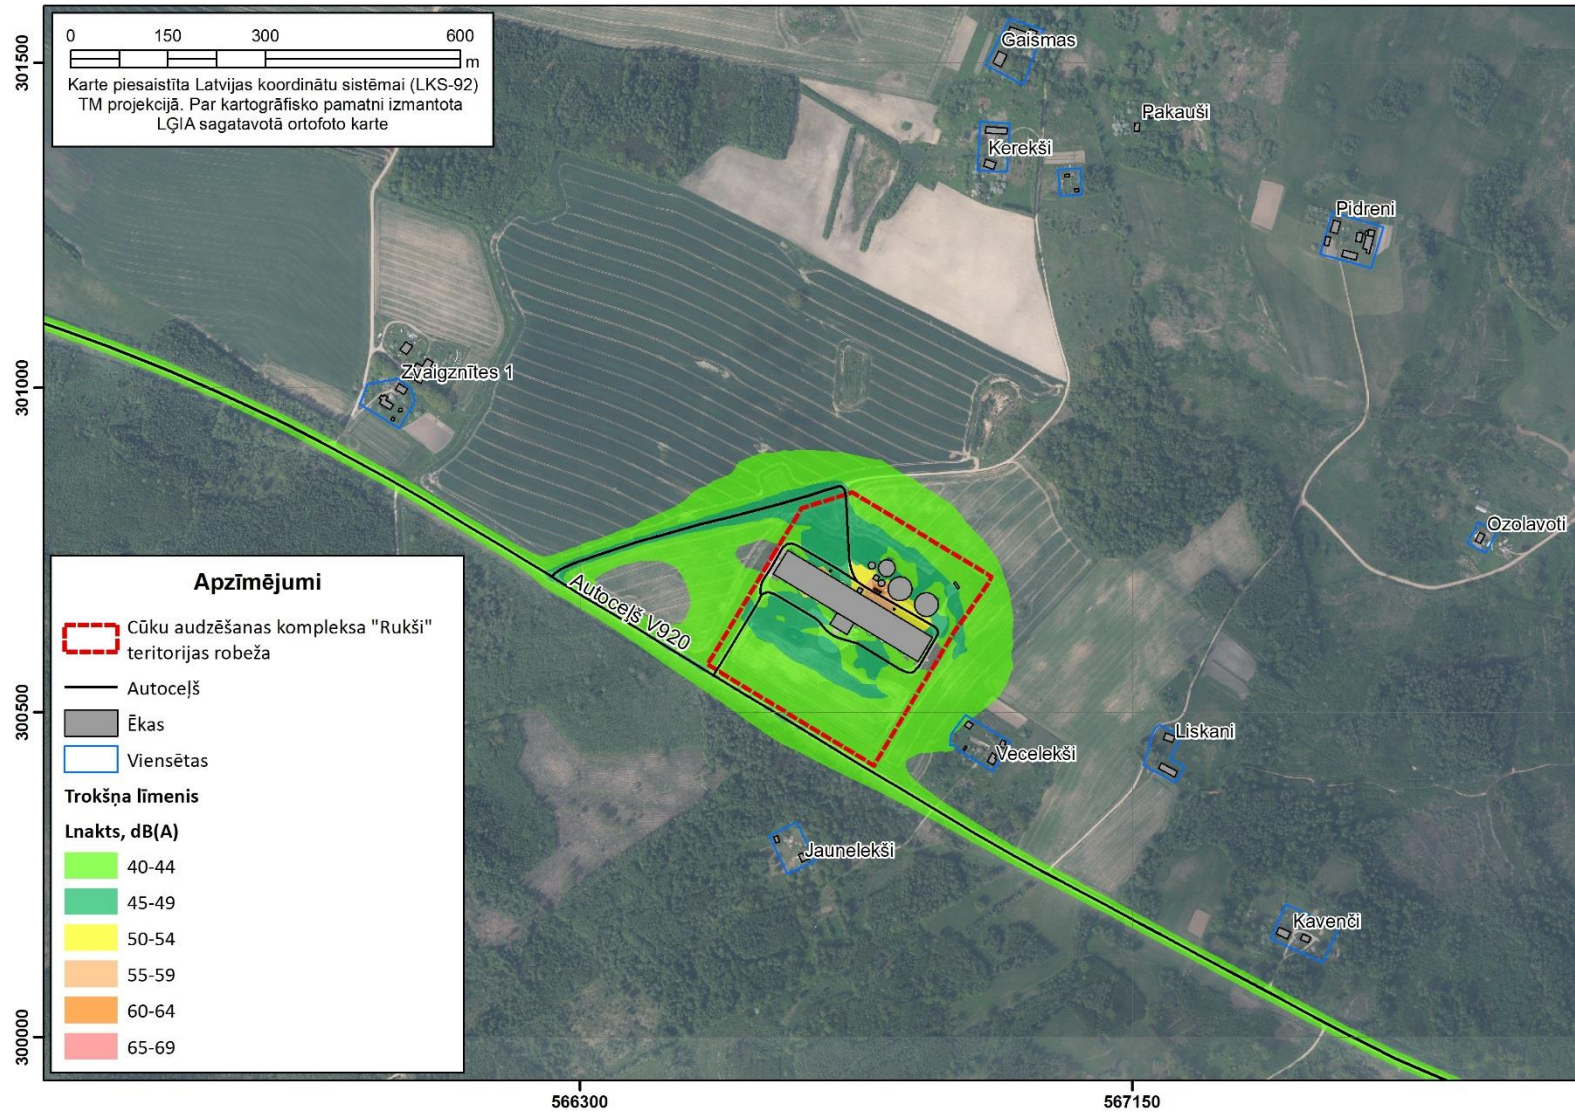 0 150 300 600
m
Karte piesaistīta Latvijas koordinātu sistēmai (LKS-92)
TM projekcijā. Par kartogrāfisko pamatni izmantota
LĢIA sagatavotā ortofoto karte
301500
301000
300500
300000
Gaismas
Pakauši
Kerekši
Pidreni
Zvaigznītes 1
Ozolavoti
Autoceļš V920
Vecelekši
Liskani
Jaunelekši
Kavenči
Apzīmējumi
Cūku audzēšanas kompleksa "Rukši"
teritorijas robeža
Autoceļš
Ēkas
Viensētas
Trokšņa līmenis
Lnakts, dB(A)
40-44
45-49
50-54
55-59
60-64
65-69
566300
567150